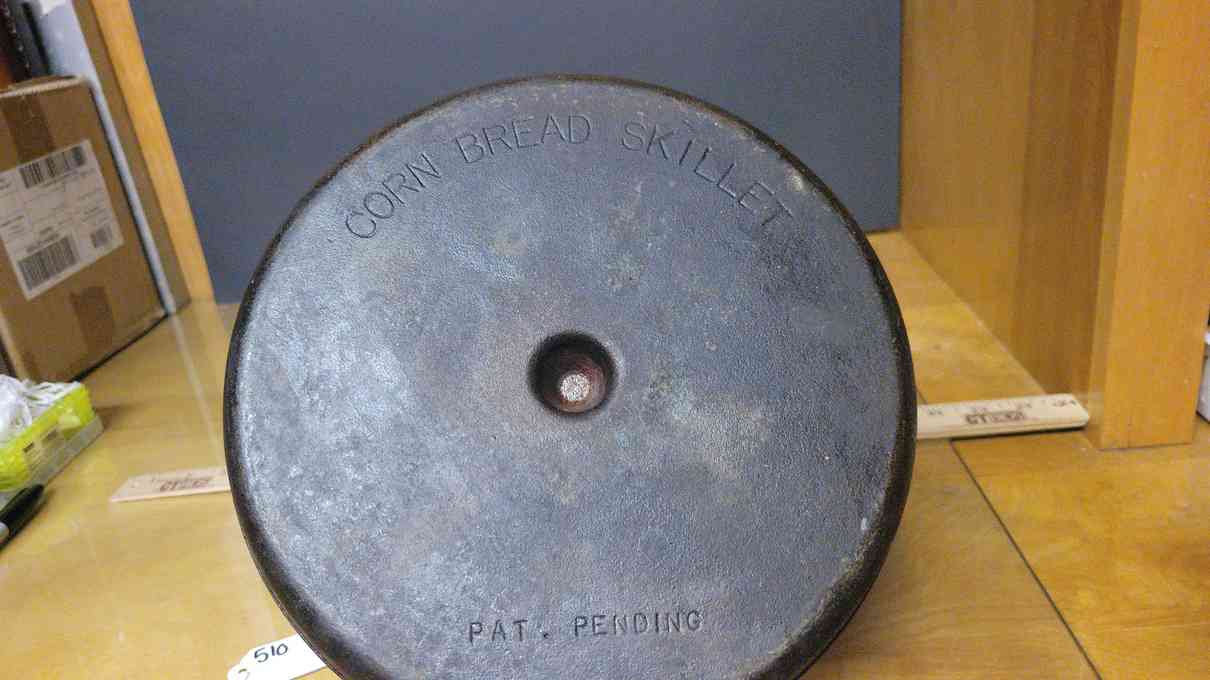 CORN BREAD SKILLET
PAT. PENDING
510